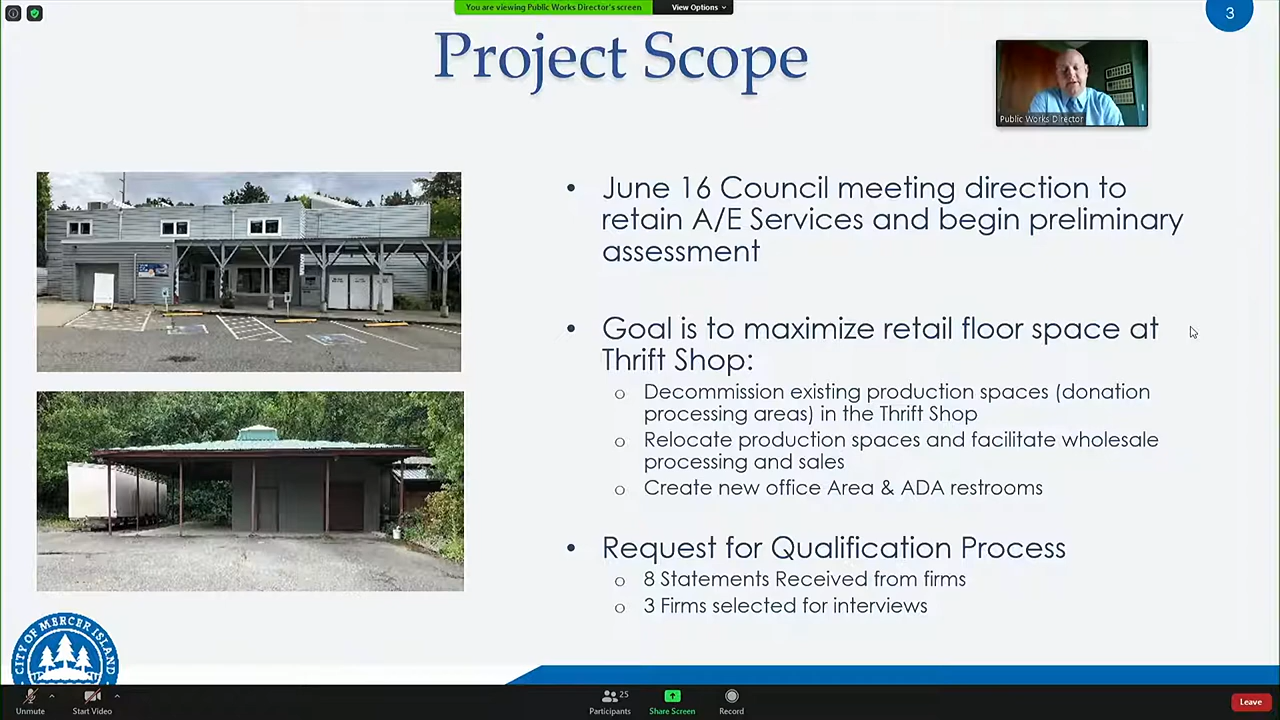 You are viewing Public Works Director's screen
View Options
3
Project Scope
Public Works Director
• June 16 Council meeting direction to
retain A/E Services and begin preliminary
assessment
• Goal is to maximize retail floor space at
Thrift Shop:
o Decommission existing production spaces (donation
processing areas) in the Thrift Shop
o Relocate production spaces and facilitate wholesale
processing and sales
o Create new office Area & ADA restrooms
• Request for Qualification Process
o 8 Statements Received from firms
o 3 Firms selected for interviews
CITY OF MERCER ISLAND
Unmute
Start Video
25
Participants
Share Screen
Record
Leave